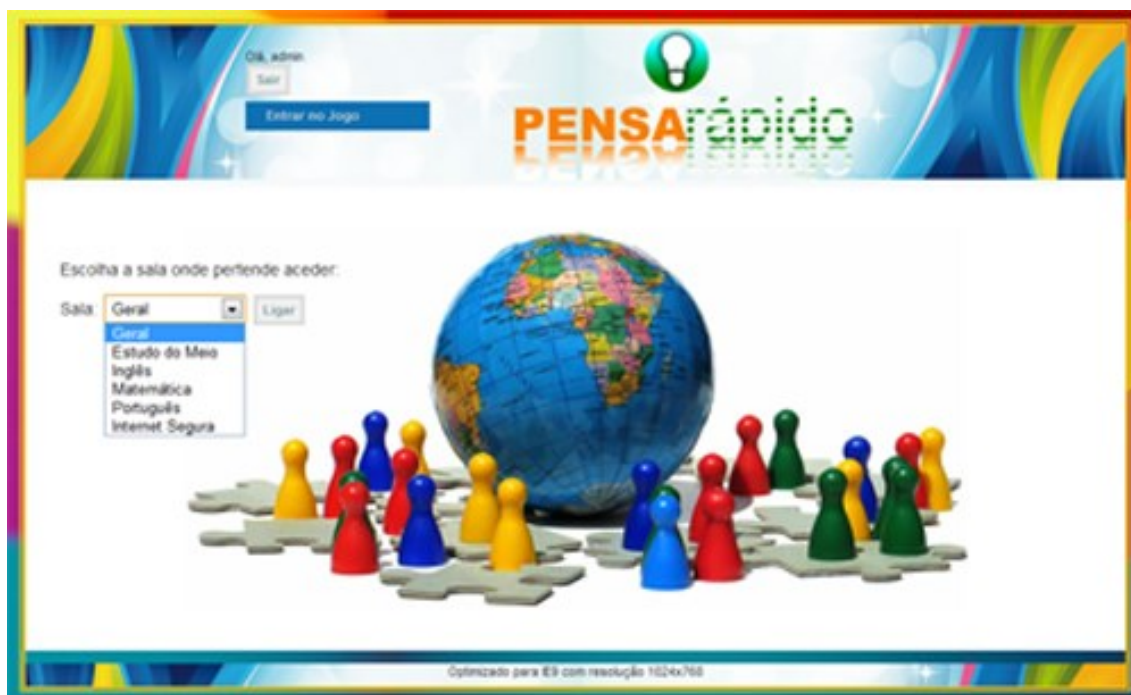 Olá, admin
Sair
Entrar no Jogo
PENSArápido
Escolha a sala onde pertende aceder:
Sala: Geral Ligar
Geral
Estudo do Meio
Inglês
Matemática
Português
Internet Segura
Optimizado para IE9 com resolução 1024x768